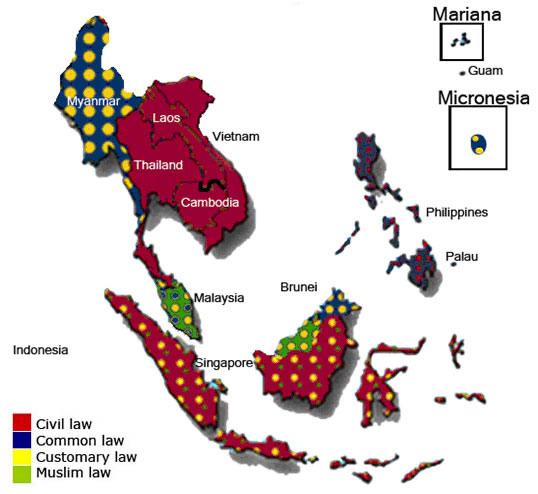 Mariana
Guam
Micronesia
Myanmar
Laos
Vietnam
Thailand
Cambodia
Philippines
Palau
Brunei
Malaysia
Indonesia
Singapore
Civil law
Common law
Customary law
Muslim law